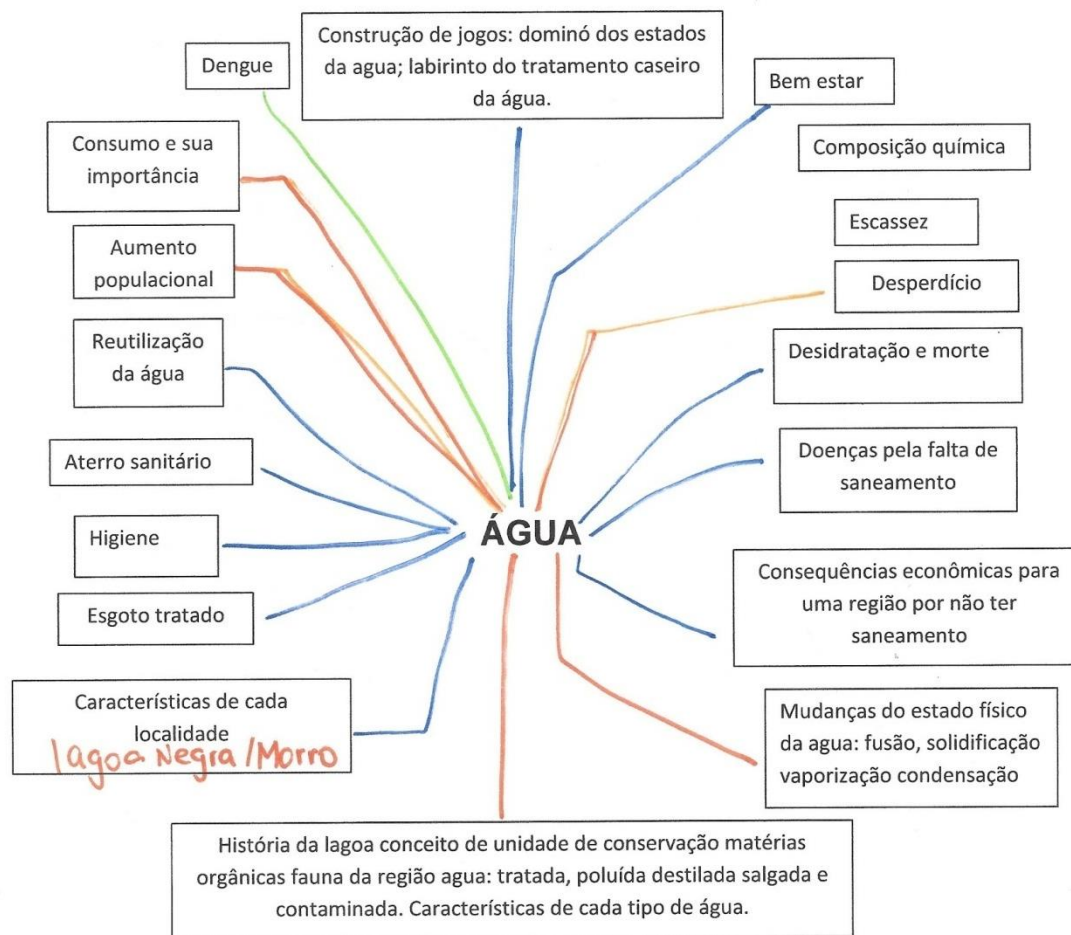 Construção de jogos: dominó dos estados
da agua; labirinto do tratamento caseiro
da água.
Dengue
Bem estar
Consumo e sua
importância
Composição química
Aumento
populacional
Escassez
Desperdício
Reutilização
da água
Desidratação e morte
Aterro sanitário
Doenças pela falta de
saneamento
Higiene
ÁGUA
Esgoto tratado
Consequências econômicas para
uma região por não ter
saneamento
Características de cada
localidade
lagoa Negra/Morro
Mudanças do estado físico
da agua: fusão, solidificação
vaporização condensação
História da lagoa conceito de unidade de conservação matérias
orgânicas fauna da região agua: tratada, poluída destilada salgada e
contaminada. Características de cada tipo de água.